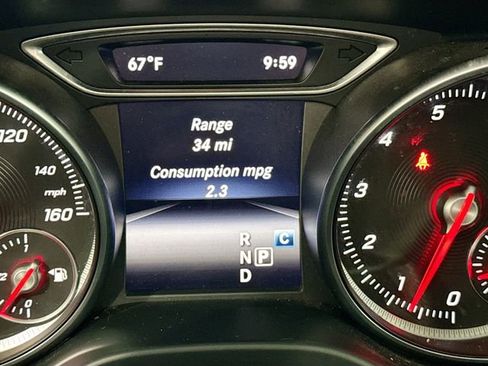 67°F 9:59
Range
34 mi
Consumption mpg
2.3
R C
N P
D
120
140
mph
160
0
5
4
3
2
1
0